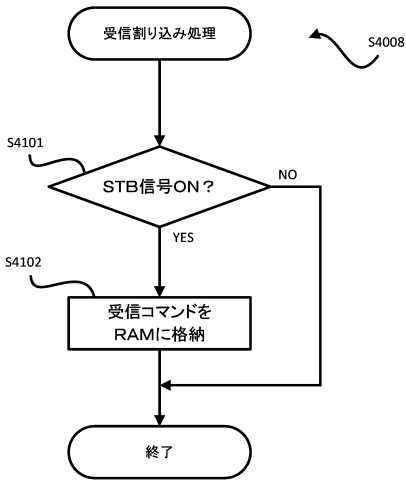 受信割り込み処理
S4008
S4101
STB信号ON?
NO
YES
S4102
受信コマンドを
RAMに格納
終了